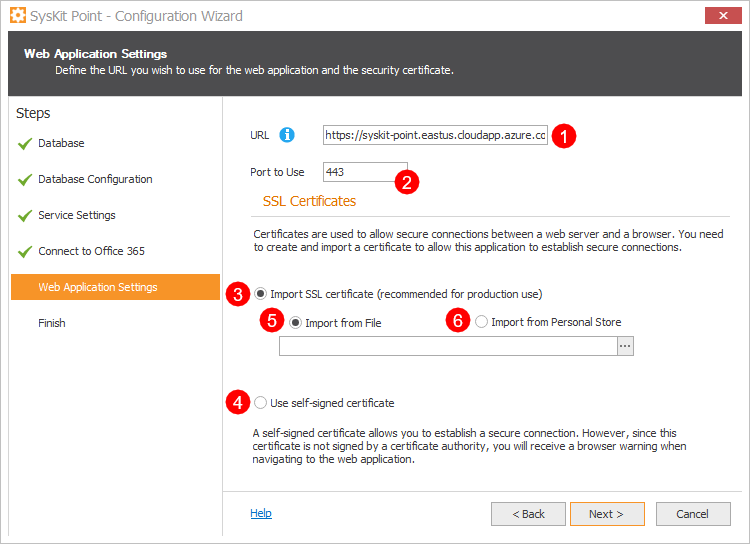 SysKit Point - Configuration Wizard
Web Application Settings
Define the URL you wish to use for the web application and the security certificate.
Steps
Database
Database Configuration
Service Settings
Connect to Office 365
Web Application Settings
Finish
URL https://syskit-point.eastus.cloudapp.azure.co 1
Port to Use 443 2
SSL Certificates
Certificates are used to allow secure connections between a web server and a browser. You need
to create and import a certificate to allow this application to establish secure connections.
3 Import SSL certificate (recommended for production use)
5 Import from File 6 Import from Personal Store
...
4 Use self-signed certificate
A self-signed certificate allows you to establish a secure connection. However, since this
certificate is not signed by a certificate authority, you will receive a browser warning when
navigating to the web application.
Help < Back Next > Cancel